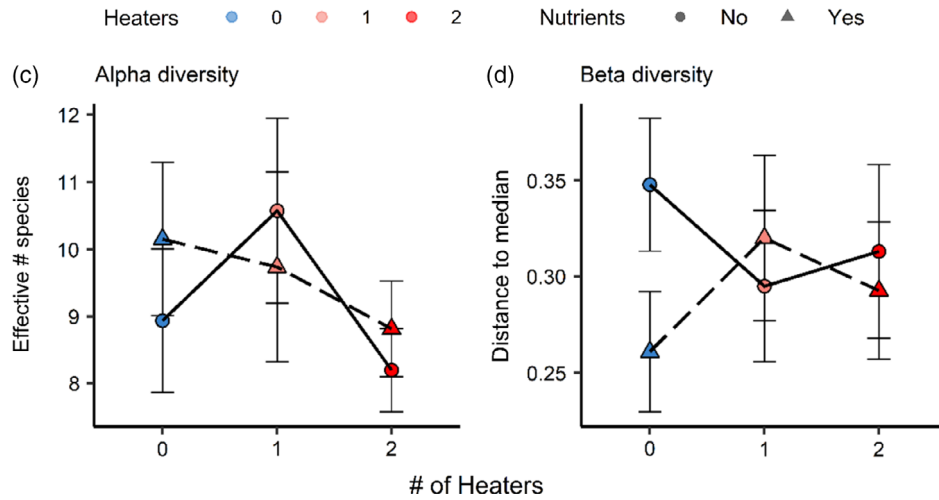 Heaters 0 1 2 Nutrients No Yes
(c) Alpha diversity
Effective # species
12
11
10
9
8
0 1 2
(d) Beta diversity
Distance to median
0.35
0.30
0.25
0 1 2
# of Heaters